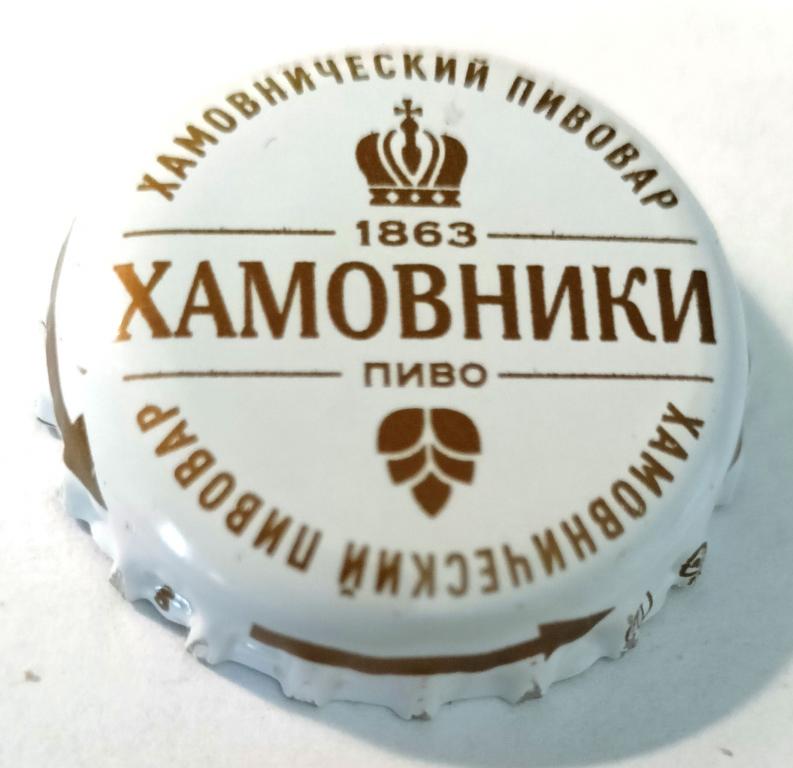 ХАМОВНИЧЕСКИЙ ПИВОВАР
1863
ХАМОВНИКИ
ПИВО
ХАМОВНИЧЕСКИЙ ПИВОВАР